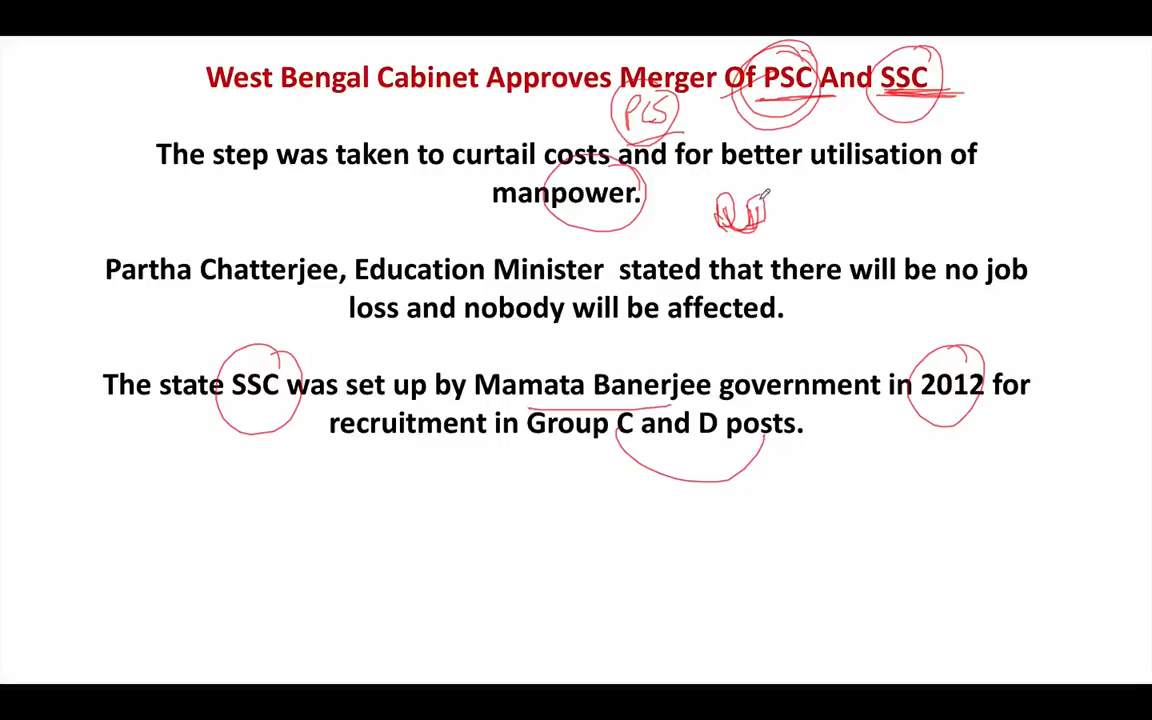 West Bengal Cabinet Approves Merger Of PSC And SSC
PCS
The step was taken to curtail costs and for better utilisation of
manpower.
Partha Chatterjee, Education Minister stated that there will be no job
loss and nobody will be affected.
The state SSC was set up by Mamata Banerjee government in 2012 for
recruitment in Group C and D posts.